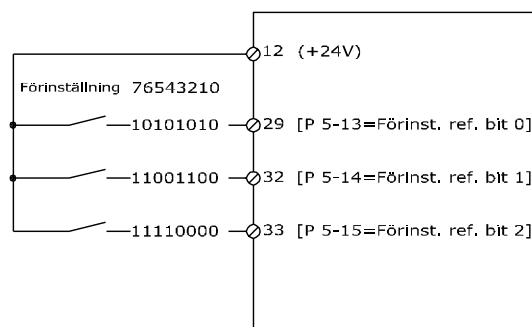 12 (+24V)
Förinställning 76543210
10101010 29 [P 5-13=Förinst. ref. bit 0]
11001100 32 [P 5-14=Förinst. ref. bit 1]
11110000 33 [P 5-15=Förinst. ref. bit 2]